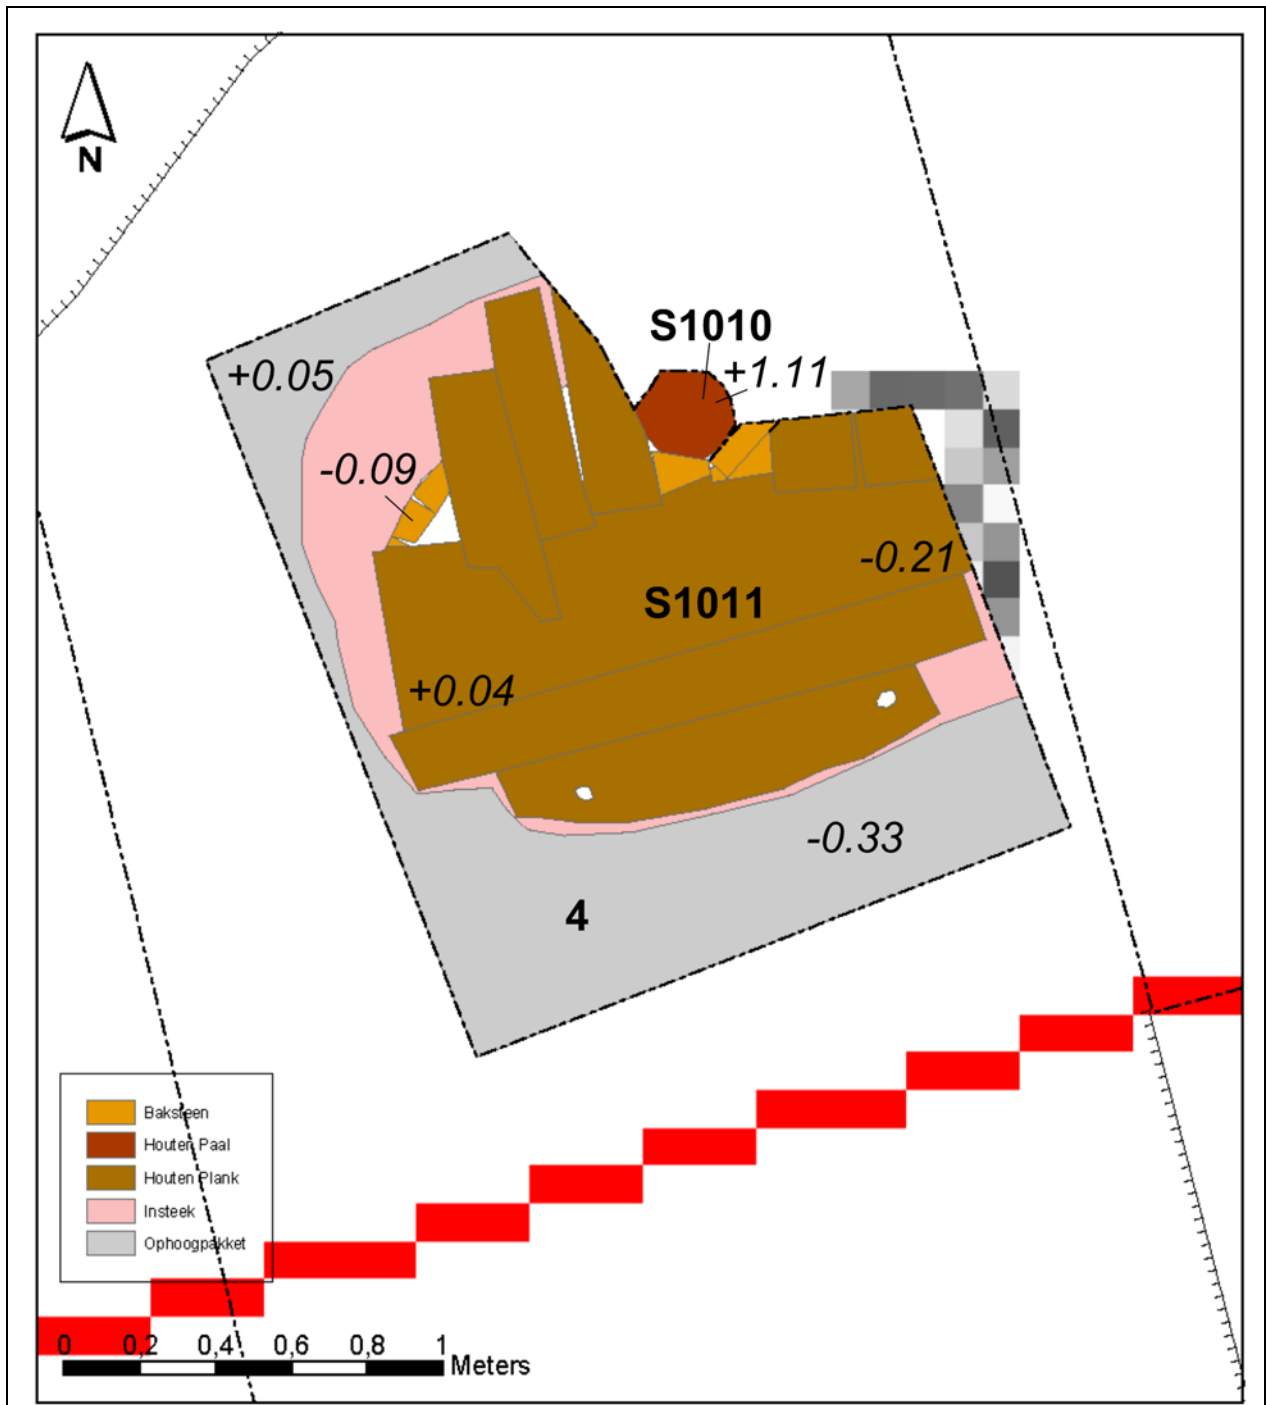 N
S1010
+1.11
+0.05
-0.09
-0.21
S1011
+0.04
-0.33
4
Baksteen
Houten Paal
Houten Plank
Insteek
Ophoogpakket
0 0,2 0,4 0,6 0,8 1
Meters